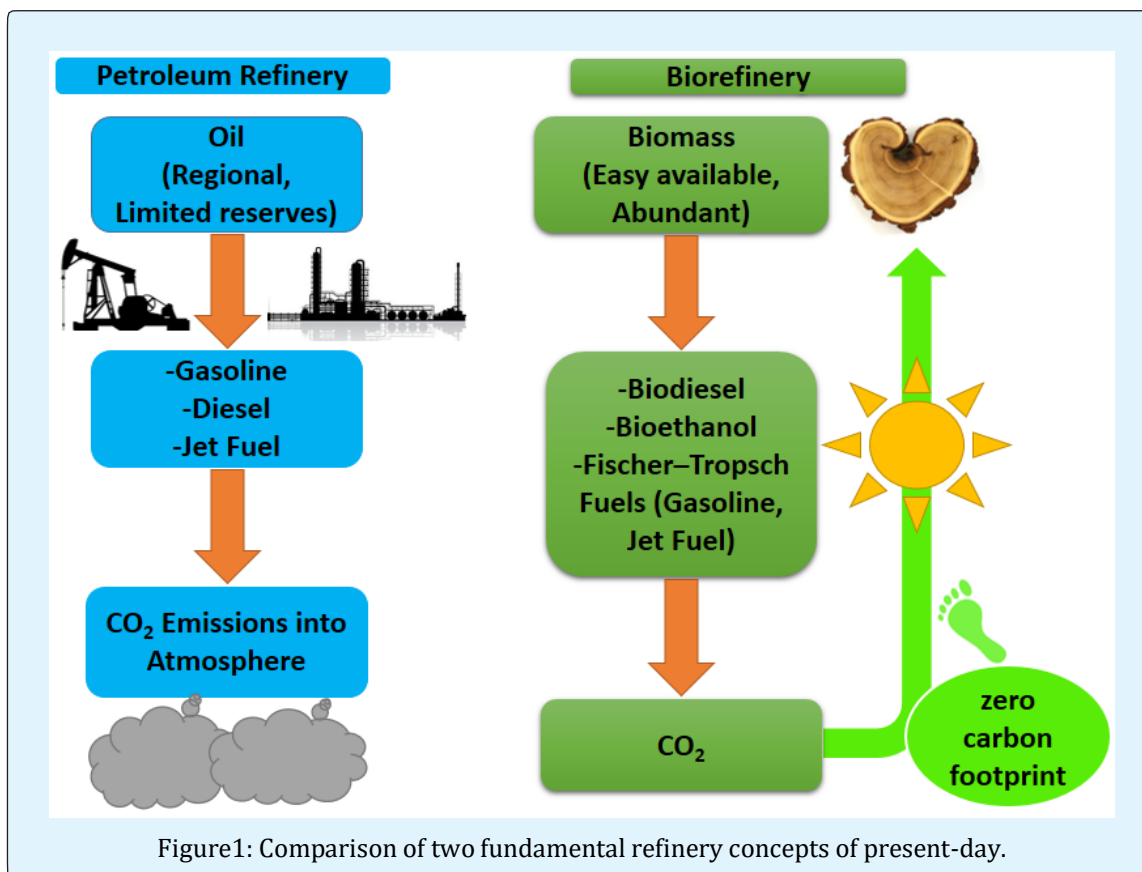 Petroleum Refinery
Oil
(Regional,
Limited reserves)
-Gasoline
-Diesel
-Jet Fuel
CO₂ Emissions into
Atmosphere
Biorefinery
Biomass
(Easy available,
Abundant)
-Biodiesel
-Bioethanol
-Fischer–Tropsch
Fuels (Gasoline,
Jet Fuel)
CO₂
zero
carbon
footprint
Figure1: Comparison of two fundamental refinery concepts of present-day.